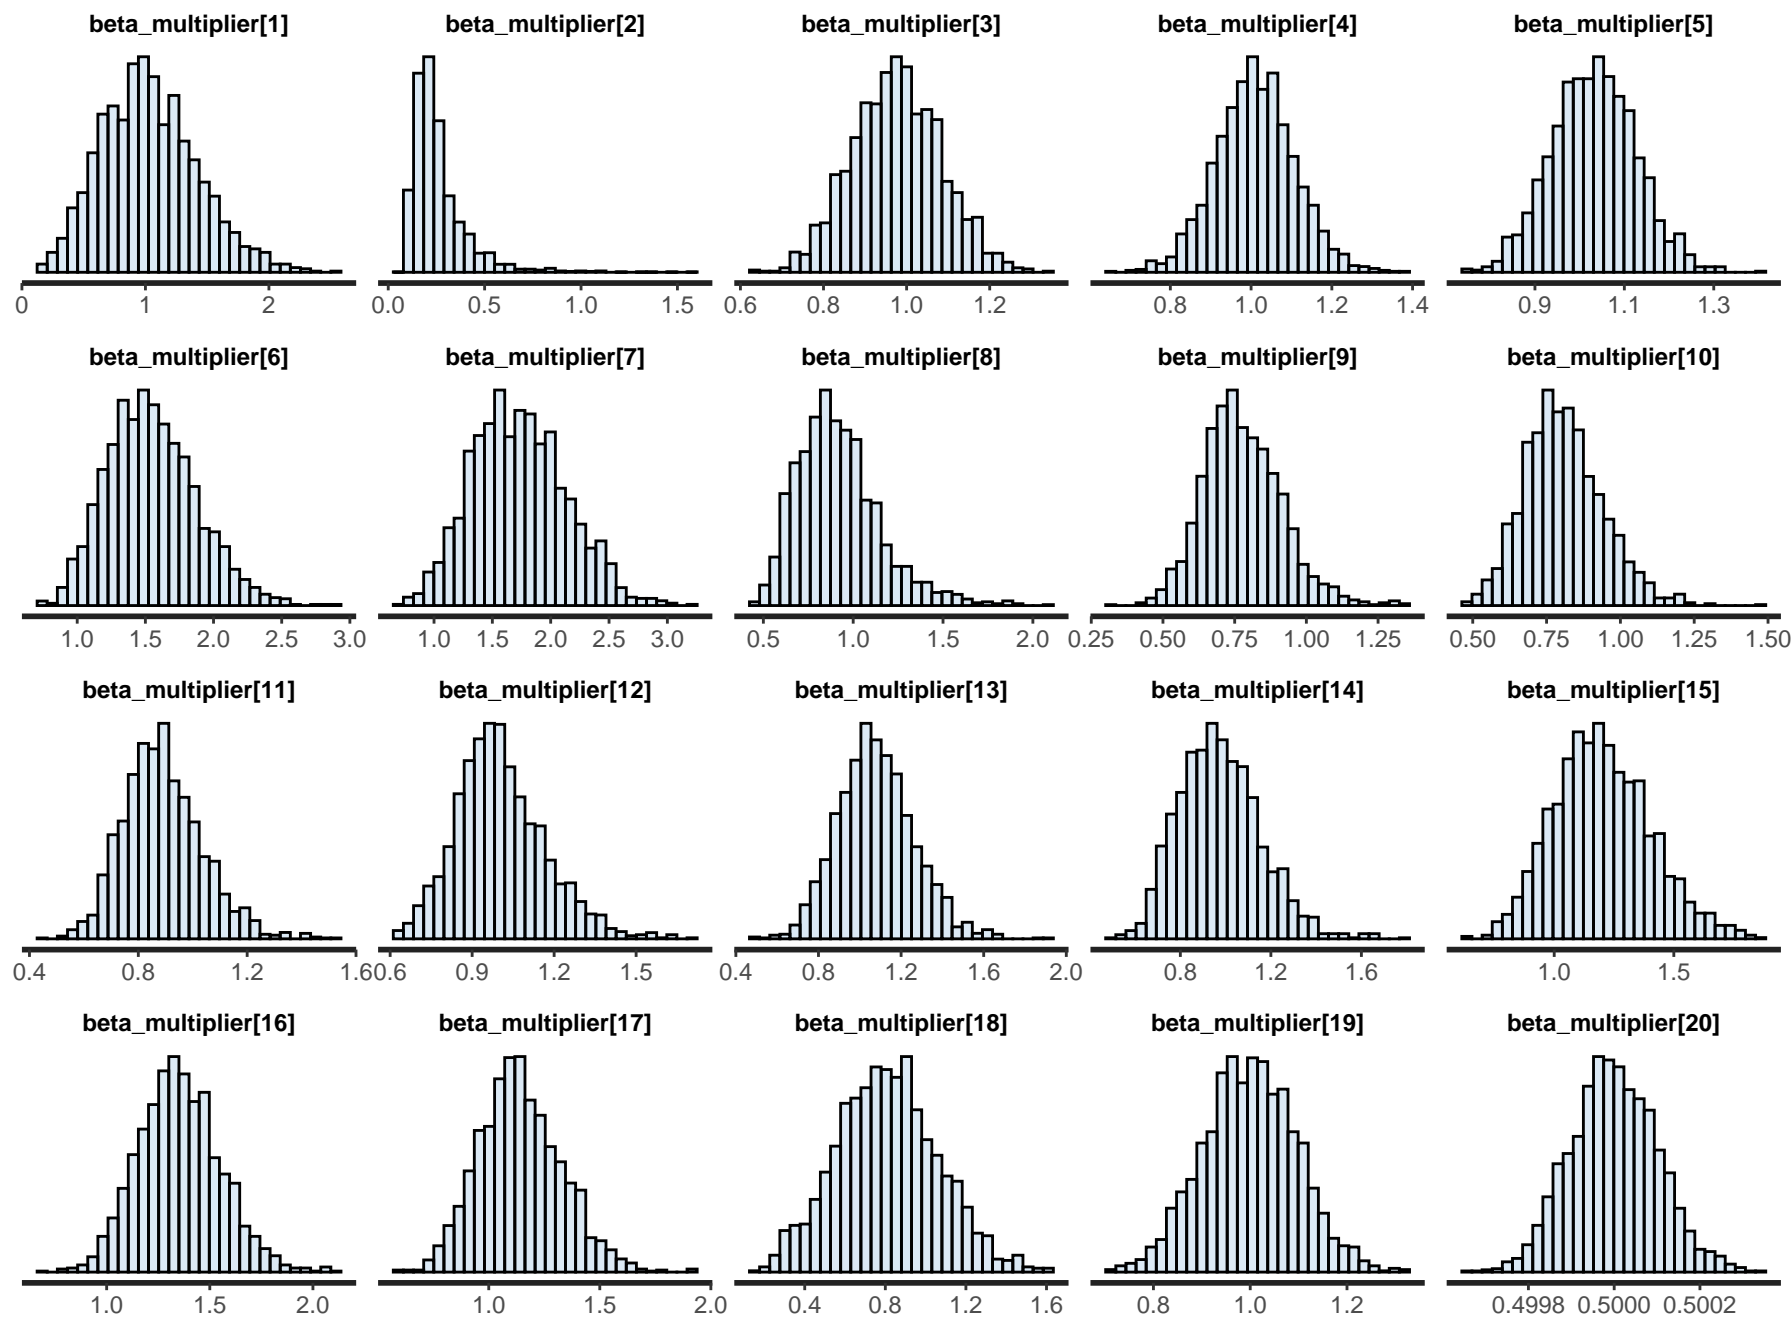 beta_multiplier[1] beta_multiplier[2] beta_multiplier[3] beta_multiplier[4] beta_multiplier[5]
0 1 2 0.0 0.5 1.0 1.5 0.6 0.8 1.0 1.2 0.8 1.0 1.2 1.4 0.9 1.1 1.3
beta_multiplier[6] beta_multiplier[7] beta_multiplier[8] beta_multiplier[9] beta_multiplier[10]
1.0 1.5 2.0 2.5 3.0 1.0 1.5 2.0 2.5 3.0 0.5 1.0 1.5 2.0 0.25 0.50 0.75 1.00 1.25 0.50 0.75 1.00 1.25 1.50
beta_multiplier[11] beta_multiplier[12] beta_multiplier[13] beta_multiplier[14] beta_multiplier[15]
0.4 0.8 1.2 1.6 0.6 0.9 1.2 1.5 0.4 0.8 1.2 1.6 2.0 0.8 1.2 1.6 1.0 1.5
beta_multiplier[16] beta_multiplier[17] beta_multiplier[18] beta_multiplier[19] beta_multiplier[20]
1.0 1.5 2.0 1.0 1.5 2.0 0.4 0.8 1.2 1.6 0.8 1.0 1.2 0.4998 0.5000 0.5002